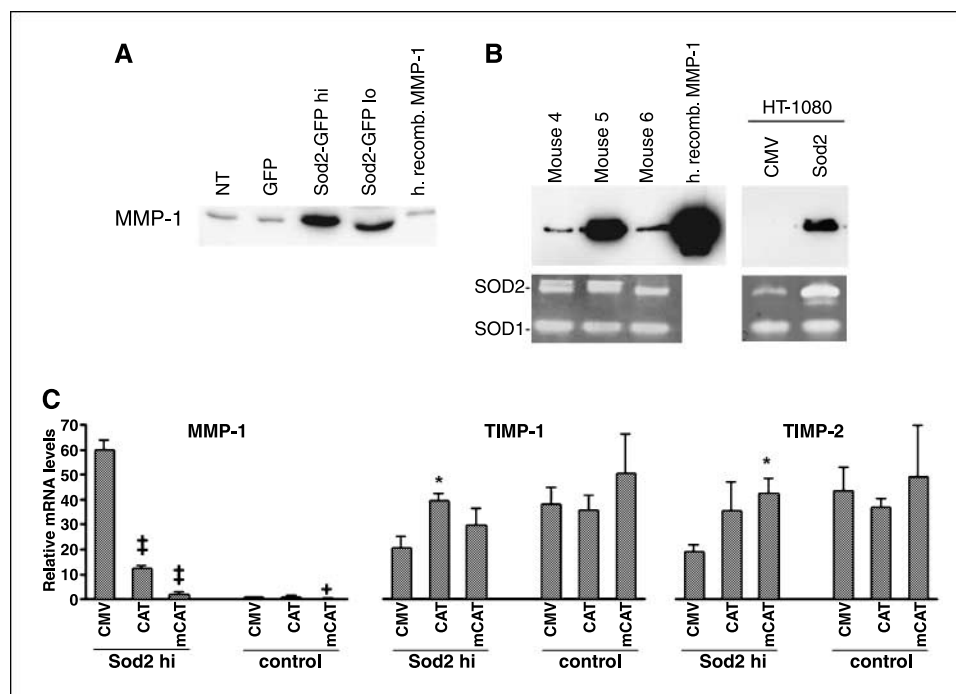 A
NT
GFP
Sod2-GFP hi
Sod2-GFP lo
h. recomb. MMP-1
MMP-1
B
Mouse 4
Mouse 5
Mouse 6
h. recomb. MMP-1
HT-1080
CMV
Sod2
SOD2-
SOD1-
C
Relative mRNA levels
70
60
50
40
30
20
10
0
MMP-1
TIMP-1
TIMP-2
‡
‡
+
*
*
CMV
CAT
mCAT
CMV
CAT
mCAT
CMV
CAT
mCAT
CMV
CAT
mCAT
CMV
CAT
mCAT
CMV
CAT
mCAT
Sod2 hi
control
Sod2 hi
control
Sod2 hi
control